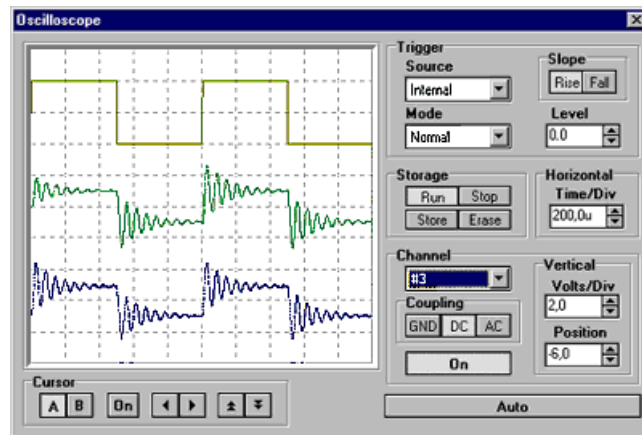 Oscilloscope
Trigger
Source
Internal
Mode
Normal
Slope
Rise Fall
Level
0.0
Storage
Run Stop
Store Erase
Horizontal
Time/Div
200,0u
Channel
#3
Coupling
GND DC AC
On
Vertical
Volts/Div
2,0
Position
-6,0
Cursor
A B On
Auto